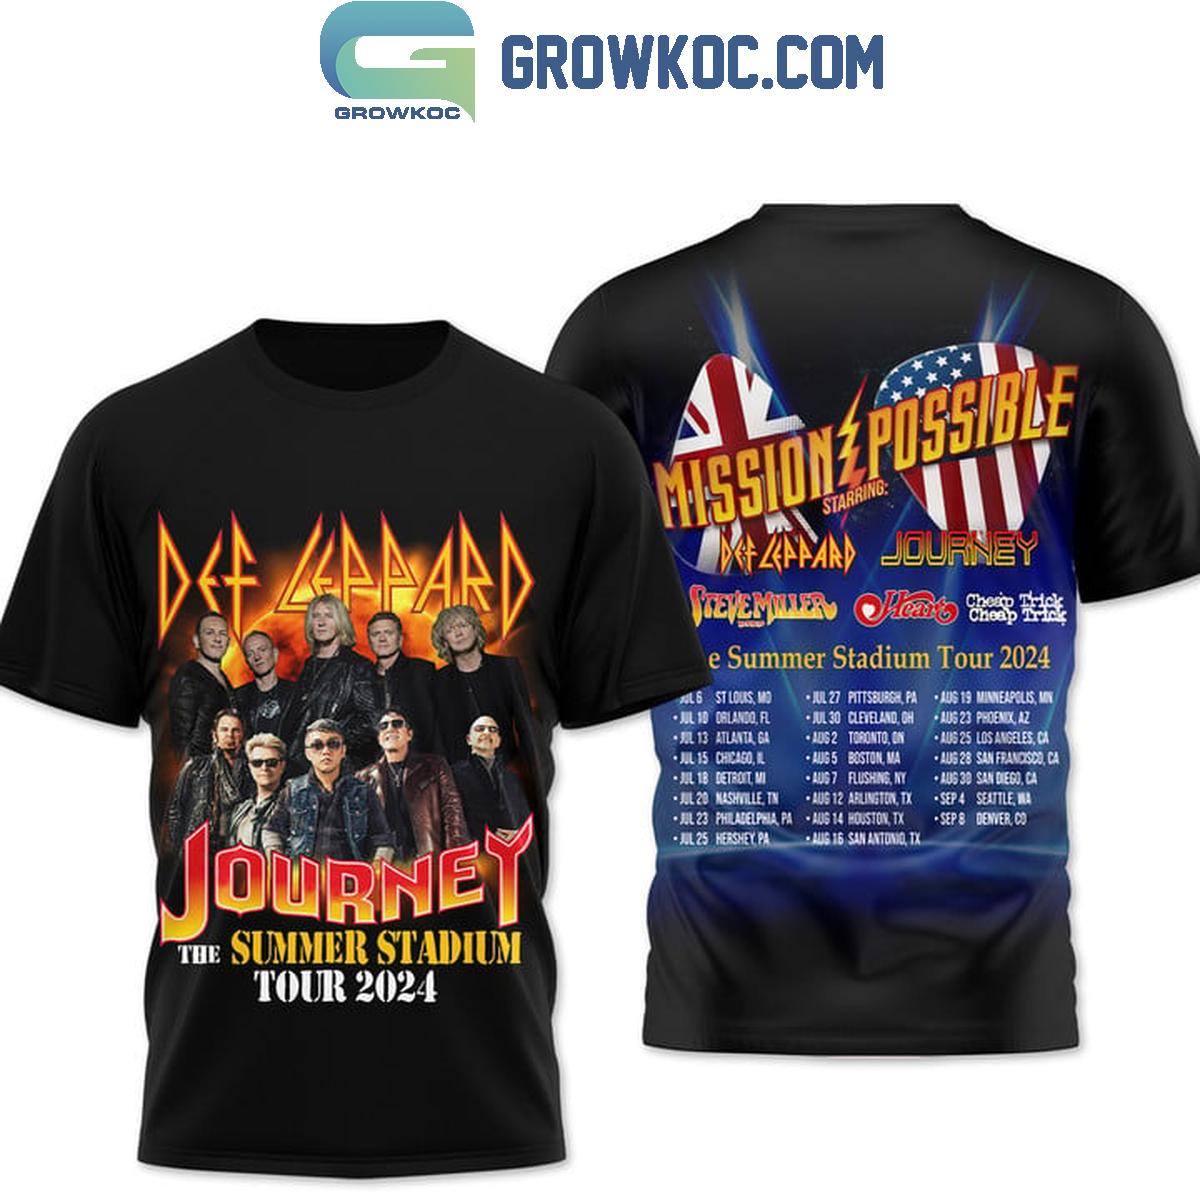 GROWKOC
GROWKOC.COM
DEF LEPPARD
JOURNEY
THE SUMMER STADIUM
TOUR 2024
MISSION POSSIBLE
STARRING:
DEF LEPPARD JOURNEY
STEVE MILLER Heart Cheap Trick
Cheap Trick
e Summer Stadium Tour 2024
JUL 6 ST LOUIS, MO
• JUL 10 ORLANDO, FL
• JUL 13 ATLANTA, GA
• JUL 15 CHICAGO, IL
• JUL 18 DETROIT, MI
• JUL 20 NASHVILLE, TN
• JUL 23 PHILADELPHIA, PA
• JUL 25 HERSHEY, PA
• JUL 27 PITTSBURGH, PA
• JUL 30 CLEVELAND, OH
• AUG 2 TORONTO, ON
• AUG 5 BOSTON, MA
• AUG 7 FLUSHING, NY
• AUG 12 ARLINGTON, TX
• AUG 14 HOUSTON, TX
• AUG 16 SAN ANTONIO, TX
• AUG 19 MINNEAPOLIS, MN
• AUG 23 PHOENIX, AZ
• AUG 25 LOS ANGELES, CA
• AUG 28 SAN FRANCISCO, CA
• AUG 30 SAN DIEGO, CA
• SEP 4 SEATTLE, WA
• SEP 8 DENVER, CO